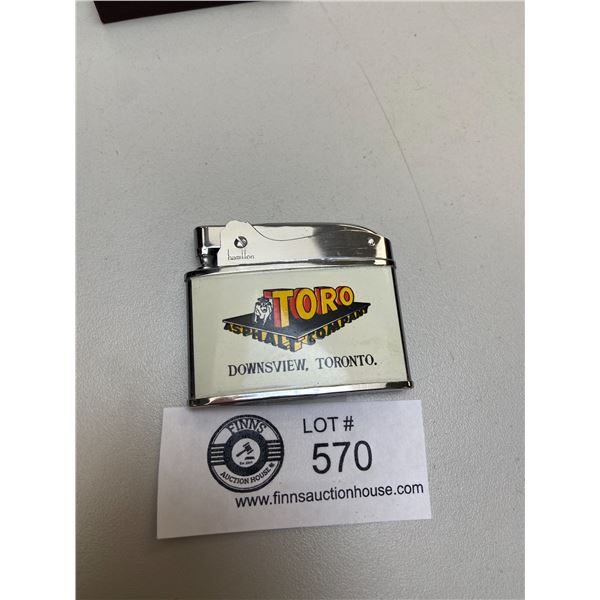 hamilton
TORO
ASPHALT COMPANY
DOWNSVIEW, TORONTO.
FINNS
AUCTION HOUSE
LOT #
570
www.finnsauctionhouse.com